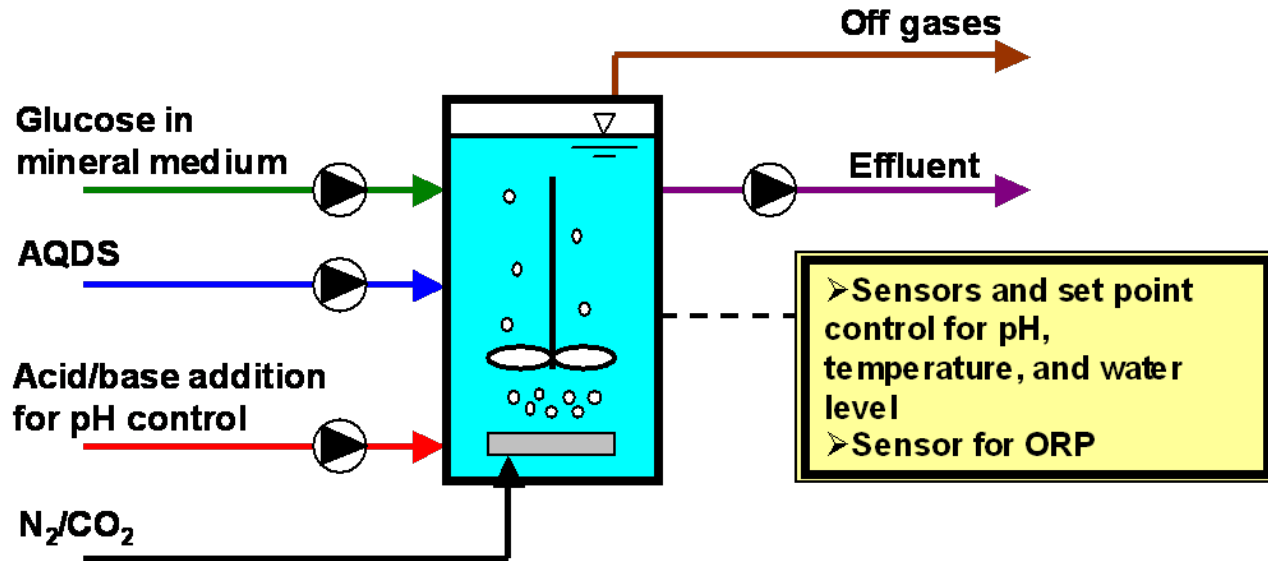 Off gases
Glucose in
mineral medium
Effluent
AQDS
➢Sensors and set point
control for pH,
temperature, and water
level
➢Sensor for ORP
Acid/base addition
for pH control
N₂/CO₂